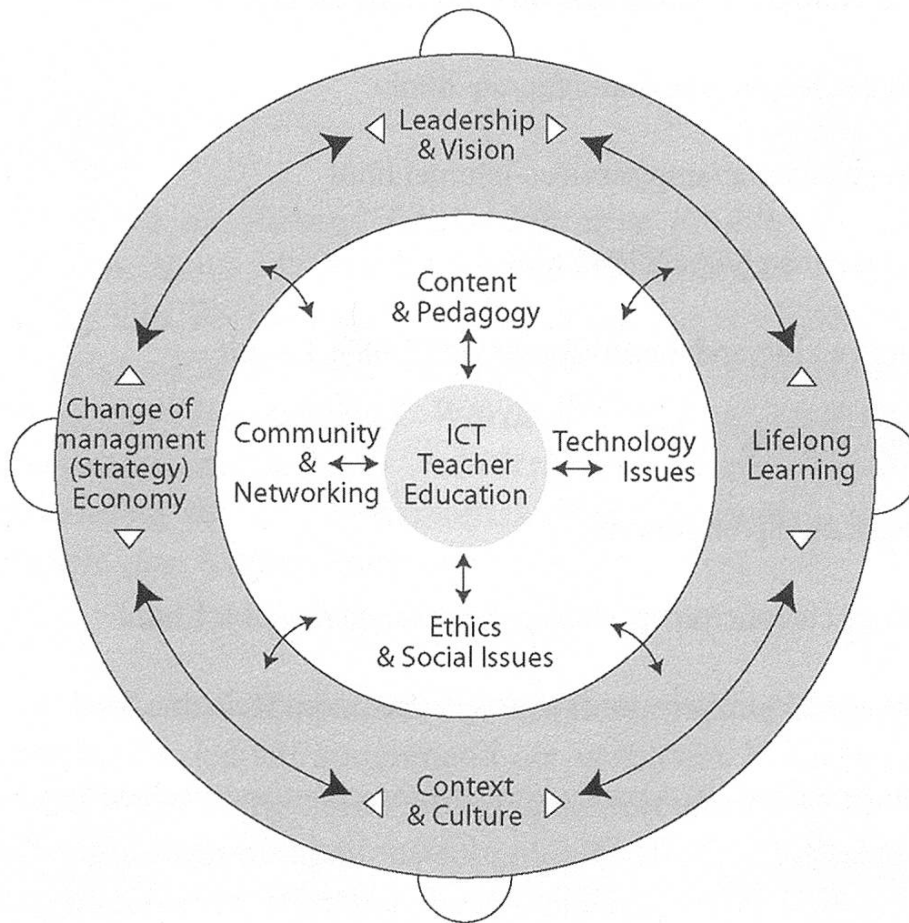 Leadership
& Vision
Content
& Pedagogy
Change of
managment
(Strategy)
Economy
Community
&
Networking
ICT
Teacher
Education
Technology
Issues
Lifelong
Learning
Ethics
& Social Issues
Context
& Culture